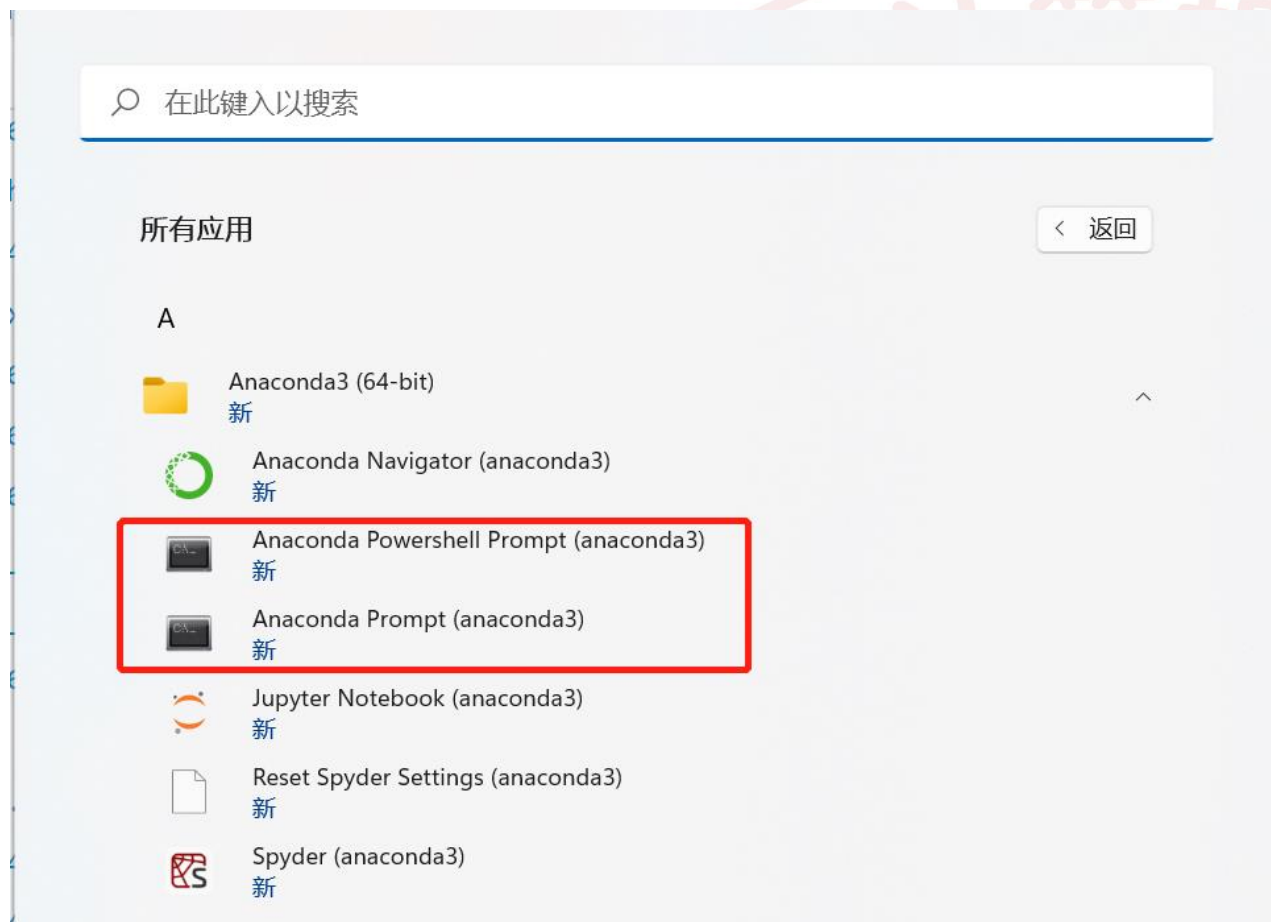 在此键入以搜索
所有应用
返回
A
Anaconda3 (64-bit)
新
Anaconda Navigator (anaconda3)
新
Anaconda Powershell Prompt (anaconda3)
新
Anaconda Prompt (anaconda3)
新
Jupyter Notebook (anaconda3)
新
Reset Spyder Settings (anaconda3)
新
Spyder (anaconda3)
新